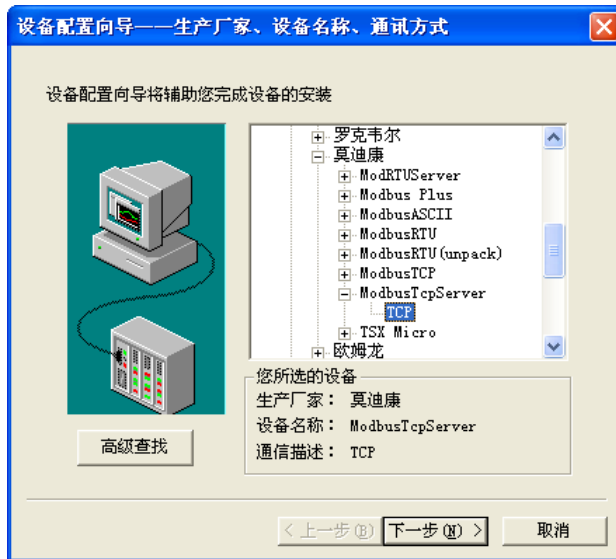 设备配置向导——生产厂家、设备名称、通讯方式
设备配置向导将辅助您完成设备的安装
罗克韦尔
莫迪康
ModRTUServer
Modbus Plus
ModbusASCII
ModbusRTU
ModbusRTU(unpack)
ModbusTCP
ModbusTcpServer
TCP
TSX Micro
欧姆龙
您所选的设备
生产厂家： 莫迪康
设备名称： ModbusTcpServer
通信描述： TCP
高级查找
< 上一步(B)
下一步(N) >
取消